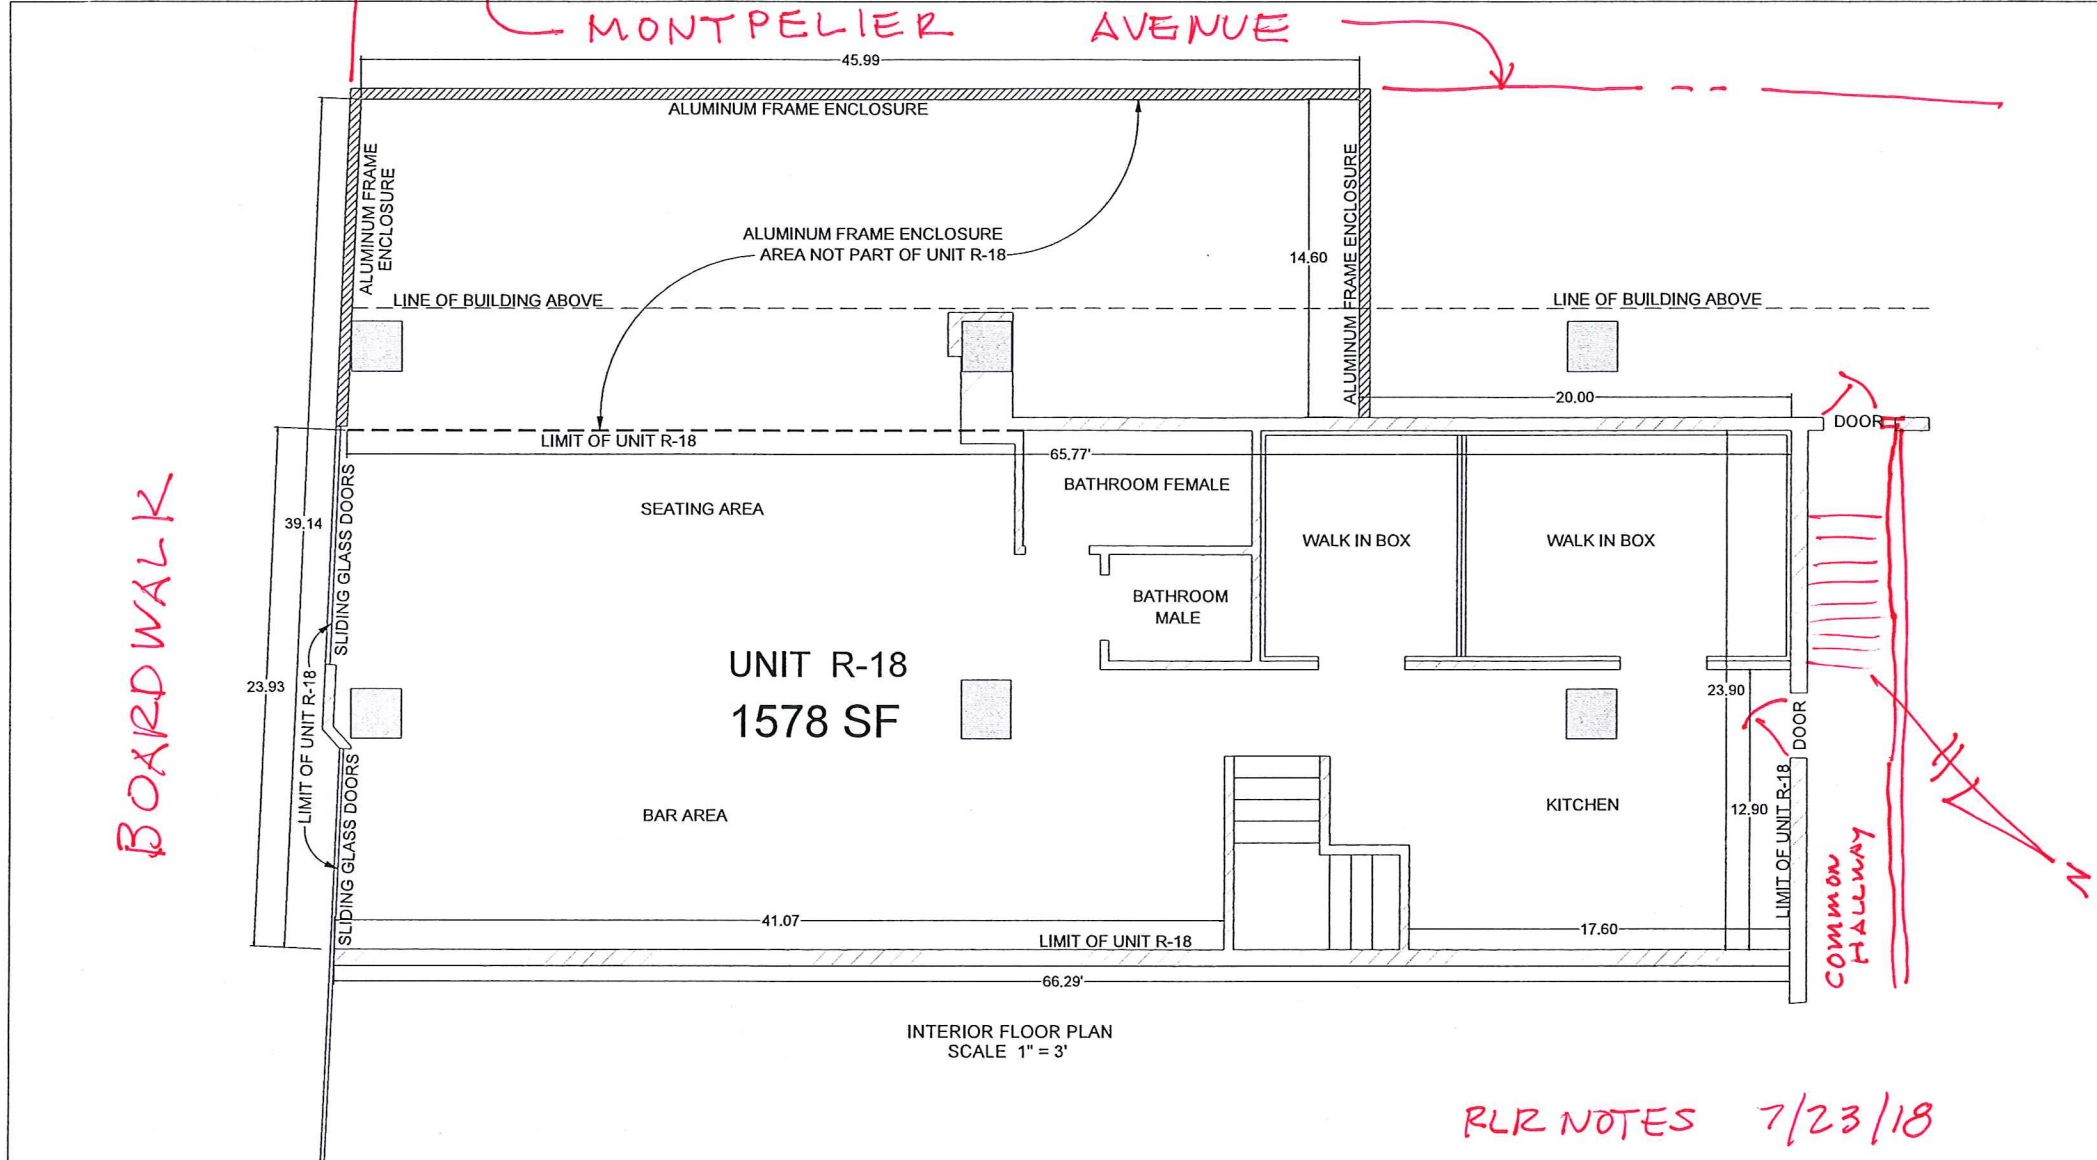 MONTPELIER AVENUE
45.99
ALUMINUM FRAME ENCLOSURE
ALUMINUM FRAME
ENCLOSURE
ALUMINUM FRAME ENCLOSURE
AREA NOT PART OF UNIT R-18
14.60
ALUMINUM FRAME ENCLOSURE
LINE OF BUILDING ABOVE
LINE OF BUILDING ABOVE
20.00
DOOR
LIMIT OF UNIT R-18
65.77'
BATHROOM FEMALE
SEATING AREA
SLIDING GLASS DOORS
39.14
WALK IN BOX
WALK IN BOX
BATHROOM
MALE
BOARDWALK
UNIT R-18
1578 SF
23.93
LIMIT OF UNIT R-18
23.90
DOOR
BAR AREA
KITCHEN
12.90
LIMIT OF UNIT R-18
SLIDING GLASS DOORS
COMMON
HALLWAY
N
41.07
17.60
LIMIT OF UNIT R-18
66.29'
INTERIOR FLOOR PLAN
SCALE 1" = 3'
RLR NOTES 7/23/18